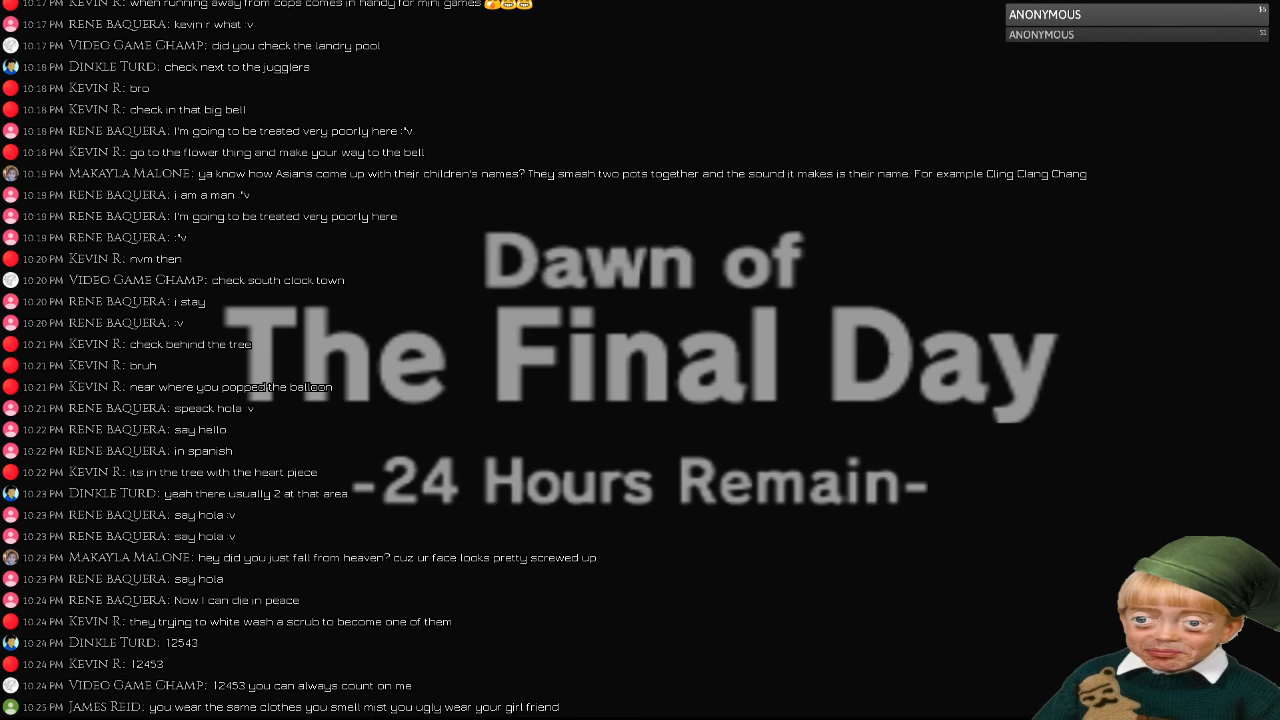 KEVIN R: when running away from cops comes in handy for mini games
10:17 PM RENE BAQUERA: kevin r what :v
10:17 PM VIDEO GAME CHAMP: did you check the landry pool
10:18 PM DINKLE TURD: check next to the jugglers
10:18 PM KEVIN R: bro
10:18 PM KEVIN R: check in that big bell
10:18 PM RENE BAQUERA: I'm going to be treated very poorly here :"v
10:18 PM KEVIN R: go to the flower thing and make your way to the bell
10:19 PM MAKAYLA MALONE: ya know how Asians come up with their children's names? They smash two pots together and the sound it makes is their name. For example Cling Clang Chang
10:19 PM RENE BAQUERA: i am a man :"v
10:19 PM RENE BAQUERA: I'm going to be treated very poorly here
10:19 PM RENE BAQUERA: :"v
10:20 PM KEVIN R: nvm then
10:20 PM VIDEO GAME CHAMP: check south clock town
10:20 PM RENE BAQUERA: i stay
10:20 PM RENE BAQUERA: :v
10:21 PM KEVIN R: check behind the tree
10:21 PM KEVIN R: bruh
10:21 PM KEVIN R: near where you popped the balloon
10:21 PM RENE BAQUERA: speack hola :v
10:22 PM RENE BAQUERA: say hello
10:22 PM RENE BAQUERA: in spanish
10:22 PM KEVIN R: its in the tree with the heart piece
10:23 PM DINKLE TURD: yeah there usually 2 at that area
10:23 PM RENE BAQUERA: say hola :v
10:23 PM RENE BAQUERA: say hola :v
10:23 PM MAKAYLA MALONE: hey did you just fall from heaven? cuz ur face looks pretty screwed up
10:23 PM RENE BAQUERA: say hola
10:24 PM RENE BAQUERA: Now I can die in peace
10:24 PM KEVIN R: they trying to white wash a scrub to become one of them
10:24 PM DINKLE TURD: 12543
10:24 PM KEVIN R: 12453
10:24 PM VIDEO GAME CHAMP: 12453 you can always count on me
10:25 PM JAMES REID: you wear the same clothes you smell mist you ugly wear your girl friend
Dawn of
The Final Day
-24 Hours Remain-
ANONYMOUS $5
ANONYMOUS $1